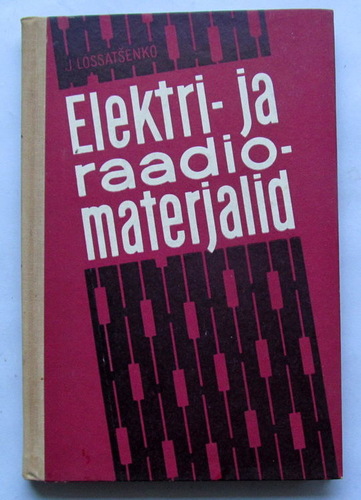 J. LOSSATŠENKO
Elektri- ja
raadio-
materjalid